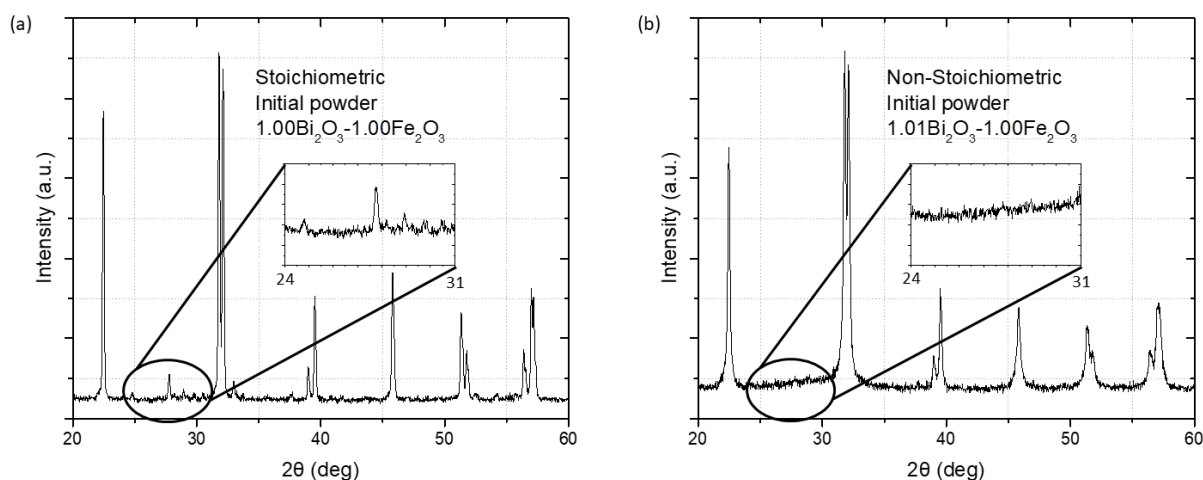 (a)
Intensity (a.u.)
Stoichiometric
Initial powder
1.00Bi₂O₃-1.00Fe₂O₃
24
31
20
30
40
50
60
2θ (deg)
(b)
Intensity (a.u.)
Non-Stoichiometric
Initial powder
1.01Bi₂O₃-1.00Fe₂O₃
24
31
20
30
40
50
60
2θ (deg)